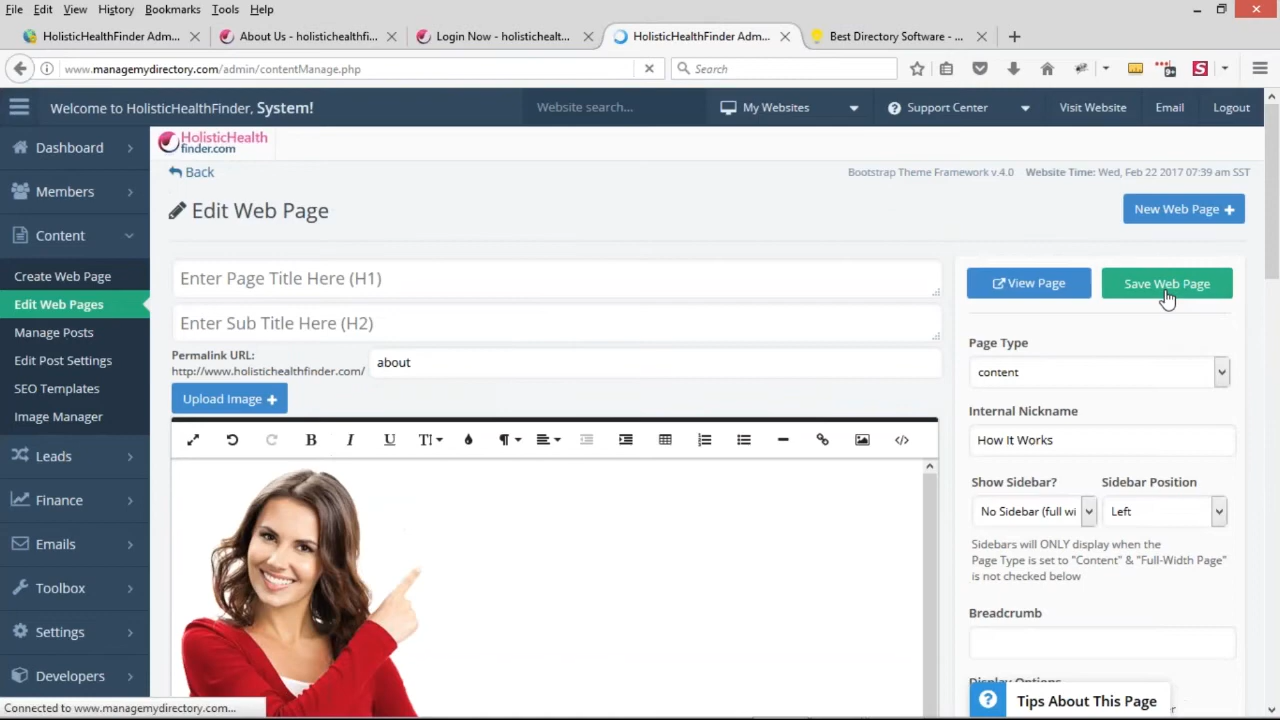 File Edit View History Bookmarks Tools Help
HolisticHealthFinder Adm...
About Us - holistichealthfi...
Login Now - holistichealt...
HolisticHealthFinder Adm...
Best Directory Software - ...
www.managemydirectory.com/admin/contentManage.php
Search
Welcome to HolisticHealthFinder, System!
Website search...
My Websites
Support Center
Visit Website
Email
Logout
Dashboard
Members
Content
Create Web Page
Edit Web Pages
Manage Posts
Edit Post Settings
SEO Templates
Image Manager
Leads
Finance
Emails
Toolbox
Settings
Developers
HolisticHealth
finder.com
Back
Bootstrap Theme Framework v.4.0 Website Time: Wed, Feb 22 2017 07:39 am SST
Edit Web Page
New Web Page +
Enter Page Title Here (H1)
Enter Sub Title Here (H2)
Permalink URL:
http://www.holistichealthfinder.com/
about
Upload Image +
View Page
Save Web Page
Page Type
content
Internal Nickname
How It Works
Show Sidebar?
Sidebar Position
No Sidebar (full wi
Left
Sidebars will ONLY display when the
Page Type is set to "Content" & "Full-Width Page"
is not checked below
Breadcrumb
Tips About This Page
Connected to www.managemydirectory.com...